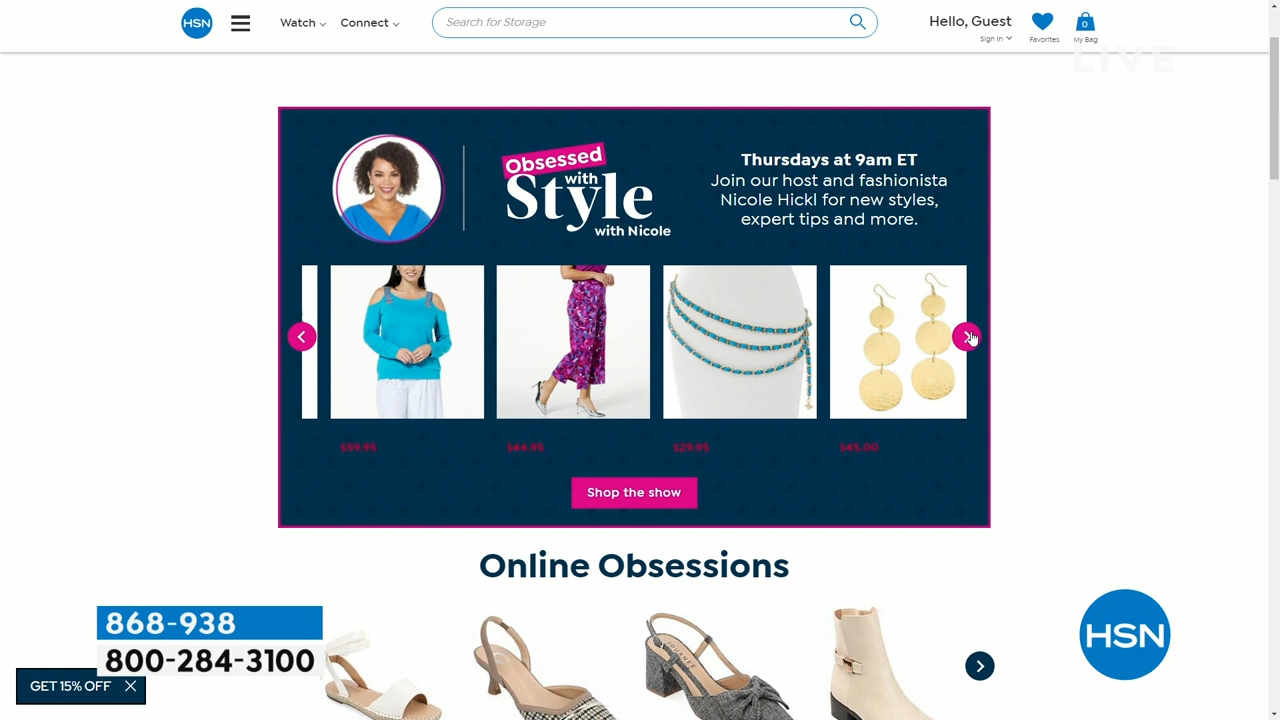 HSN
Watch
Connect
Search for Storage
Hello, Guest
Sign In
Favorites
0
My Bag
LIVE
Obsessed
with
Style
with Nicole
Thursdays at 9am ET
Join our host and fashionista
Nicole Hickl for new styles,
expert tips and more.
$59.95
$44.95
$29.95
$45.00
Shop the show
Online Obsessions
868-938
800-284-3100
GET 15% OFF
HSN